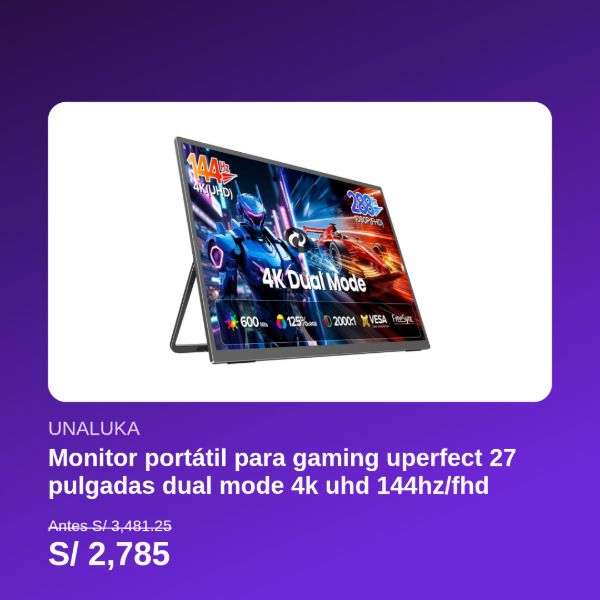 144Hz
4K(UHD)
288Hz
1080P(FHD)
4K Dual Mode
600 Nits
125% sRGB
2000:1
VESA
FreeSync
UNALUKA
Monitor portátil para gaming uperfect 27
pulgadas dual mode 4k uhd 144hz/fhd
Antes S/ 3,481.25
S/ 2,785